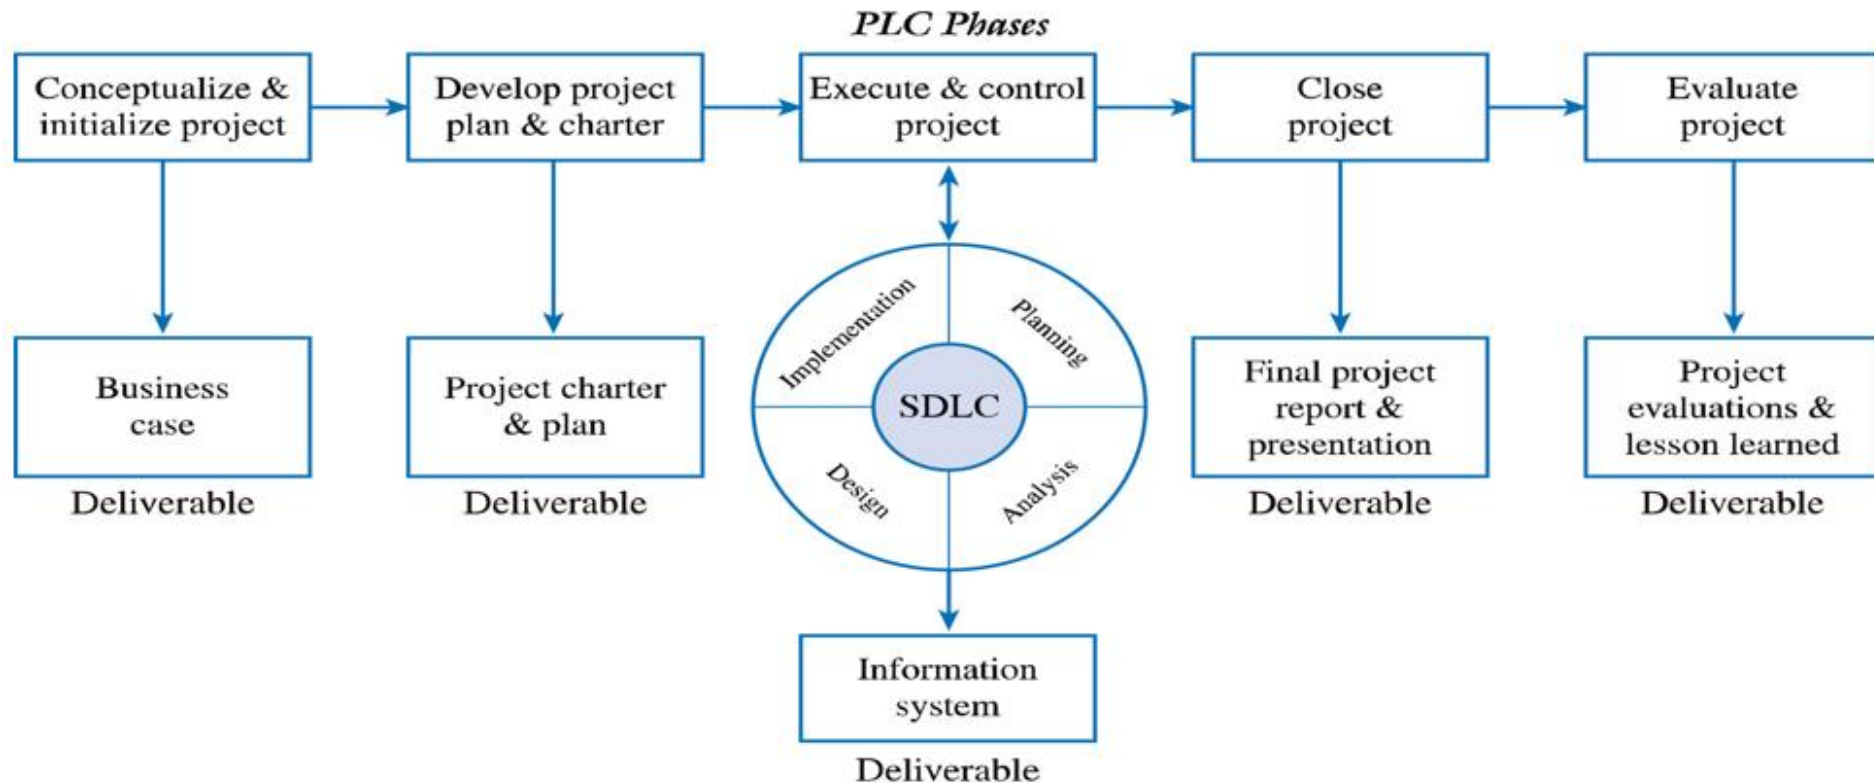 PLC Phases
Conceptualize &
initialize project
Develop project
plan & charter
Execute & control
project
Close
project
Evaluate
project
Implementation
Planning
SDLC
Design
Analysis
Business
case
Deliverable
Project charter
& plan
Deliverable
Final project
report &
presentation
Deliverable
Project
evaluations &
lesson learned
Deliverable
Information
system
Deliverable